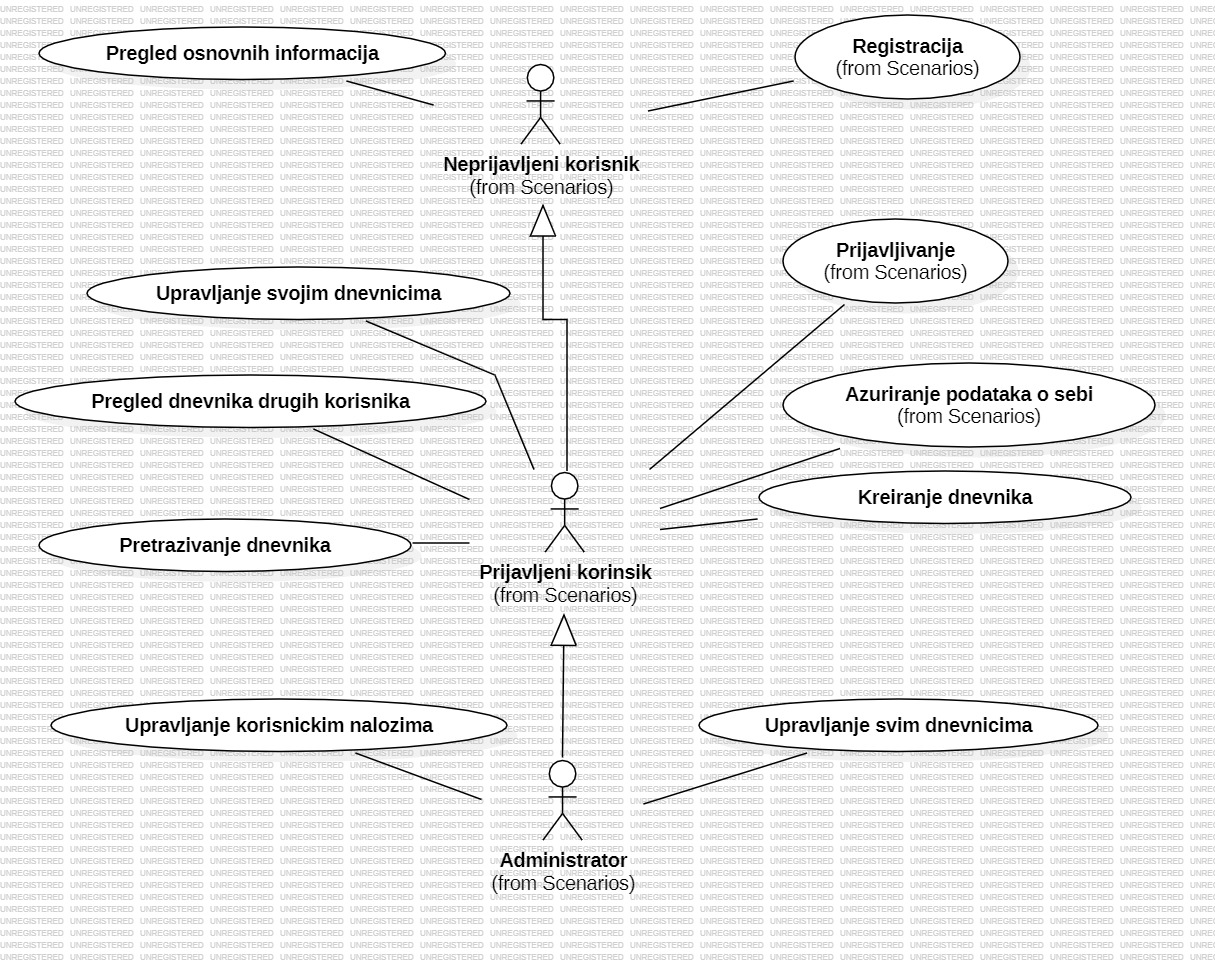 Pregled osnovnih informacija
Registracija
(from Scenarios)
Neprijavljeni korisnik
(from Scenarios)
Prijavljivanje
(from Scenarios)
Upravljanje svojim dnevnicima
Pregled dnevnika drugih korisnika
Azuriranje podataka o sebi
(from Scenarios)
Kreiranje dnevnika
Pretrazivanje dnevnika
Prijavljeni korinsik
(from Scenarios)
Upravljanje korisnickim nalozima
Upravljanje svim dnevnicima
Administrator
(from Scenarios)
UNREGISTERED